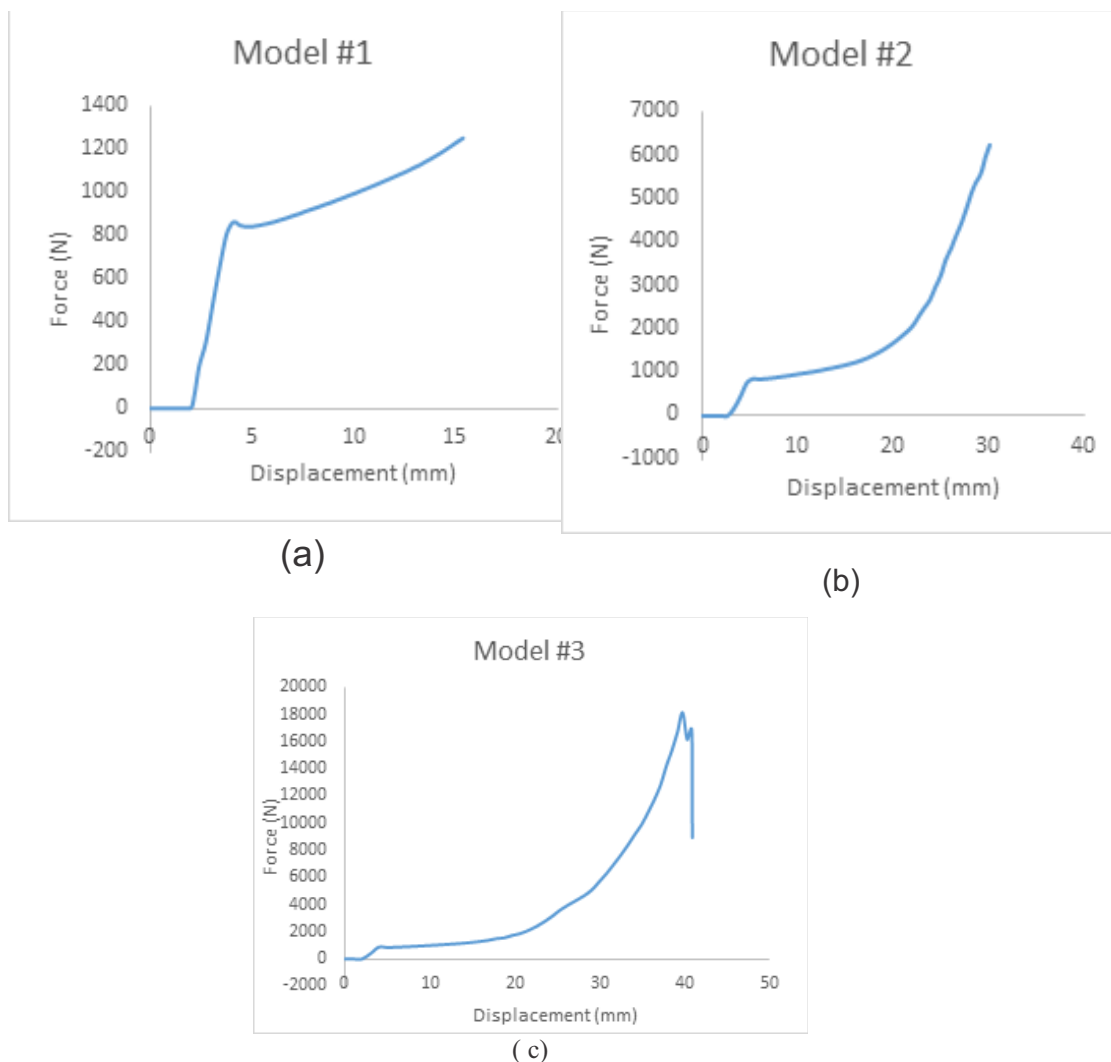 Model #1
1400
1200
1000
800
600
400
200
0
-200
0 5 10 15 20
Force (N)
Displacement (mm)
(a)
Model #2
7000
6000
5000
4000
3000
2000
1000
0
-1000
0 10 20 30 40
Force (N)
Displacement (mm)
(b)
Model #3
20000
18000
16000
14000
12000
10000
8000
6000
4000
2000
0
-2000
0 10 20 30 40 50
Force (N)
Displacement (mm)
( c)